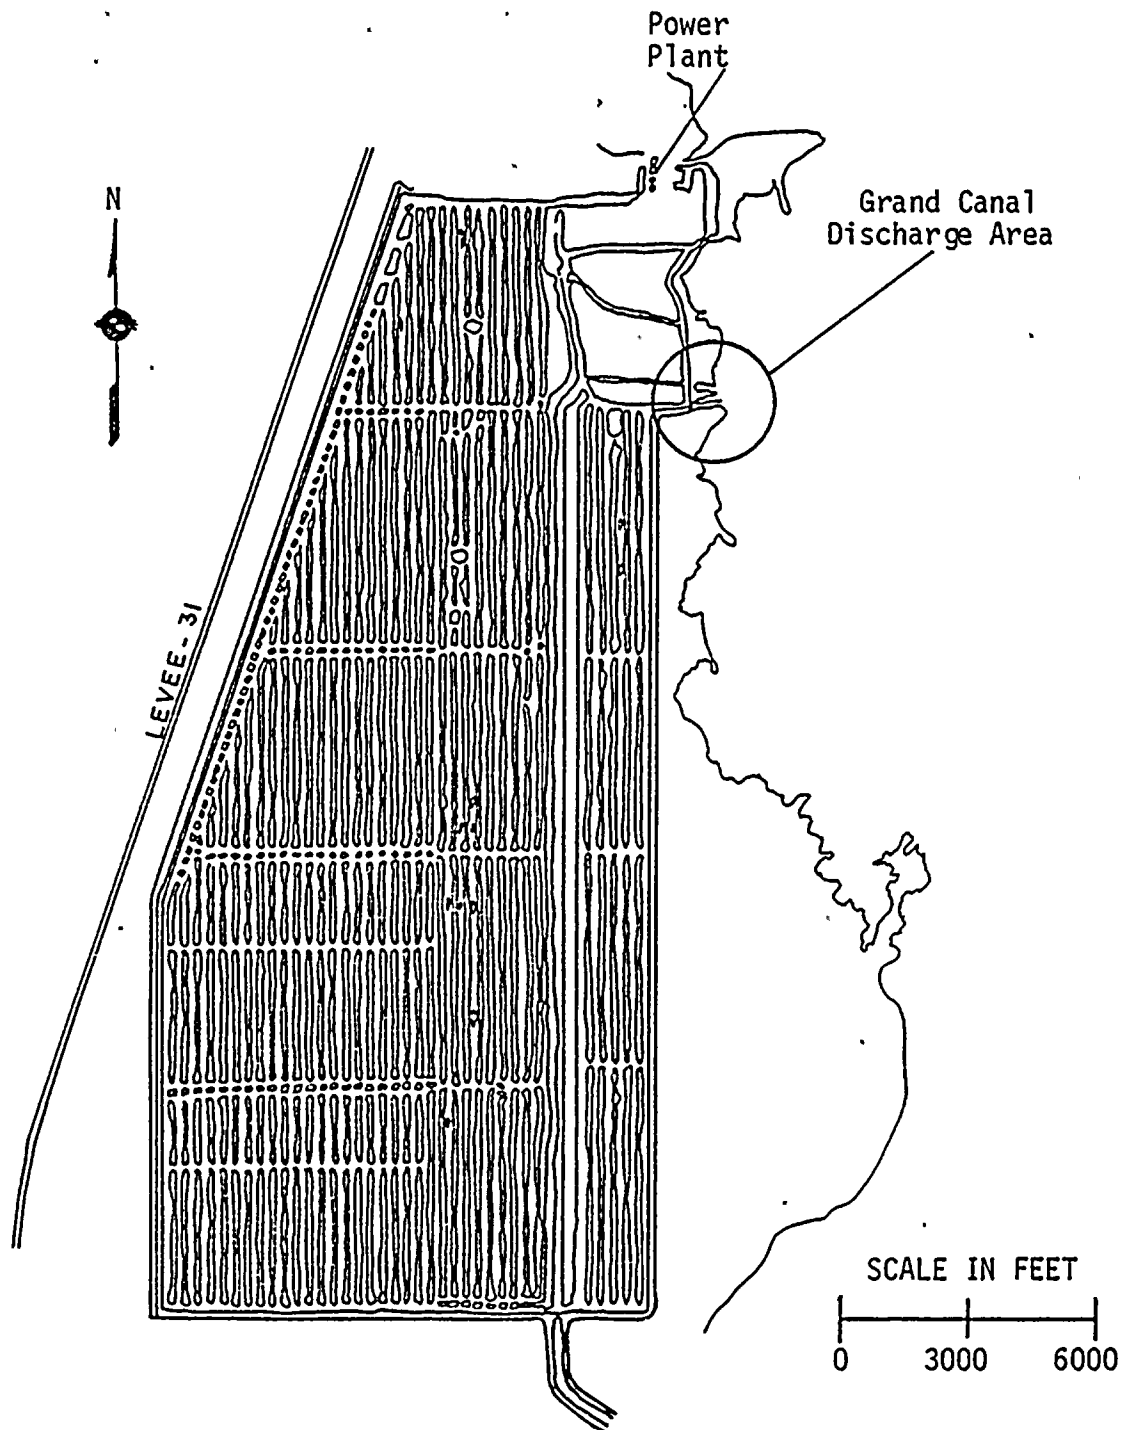 Power
Plant
N
Grand Canal
Discharge Area
LEVEE - 31
SCALE IN FEET
0 3000 6000